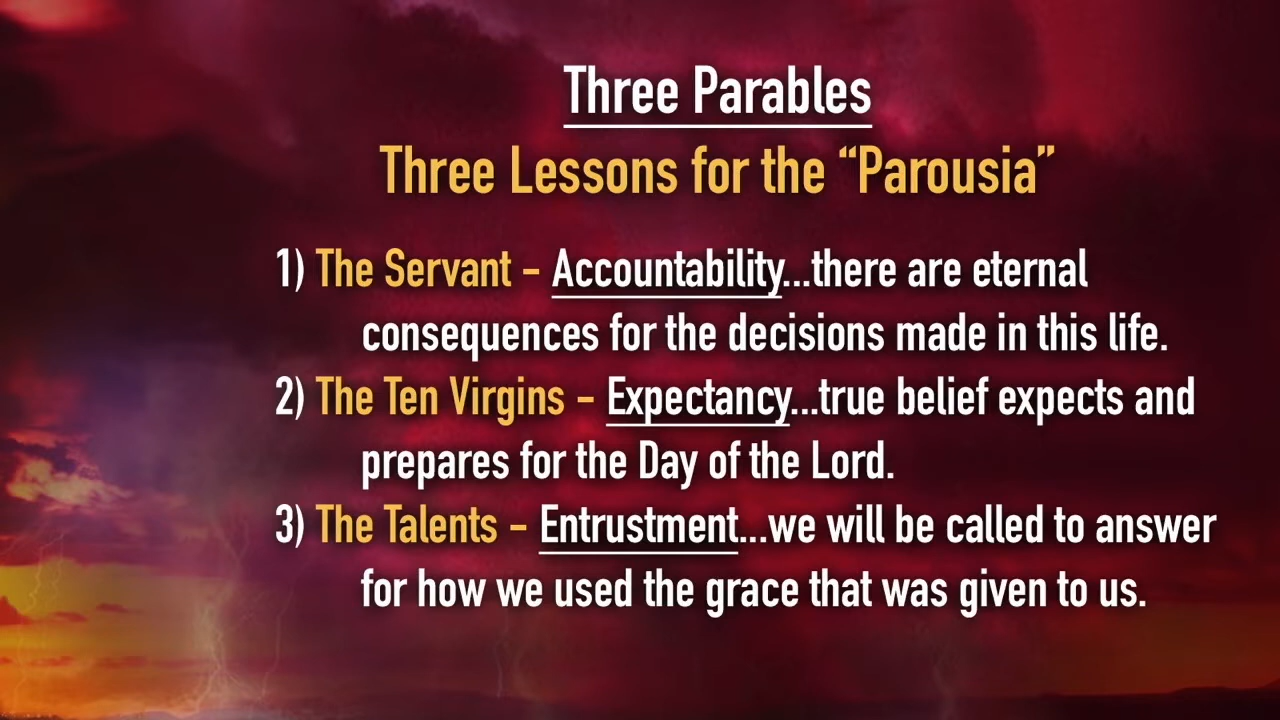 Three Parables
Three Lessons for the “Parousia”
1) The Servant - Accountability...there are eternal
consequences for the decisions made in this life.
2) The Ten Virgins - Expectancy...true belief expects and
prepares for the Day of the Lord.
3) The Talents - Entrustment...we will be called to answer
for how we used the grace that was given to us.